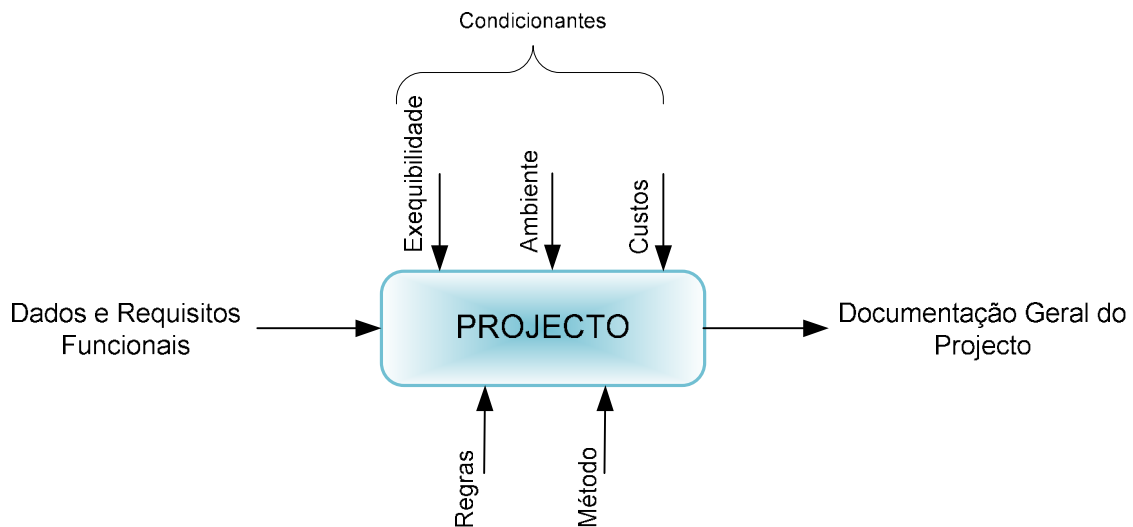 Condicionantes
Exequibilidade
Ambiente
Custos
Dados e Requisitos
Funcionais
PROJECTO
Documentação Geral do
Projecto
Regras
Método